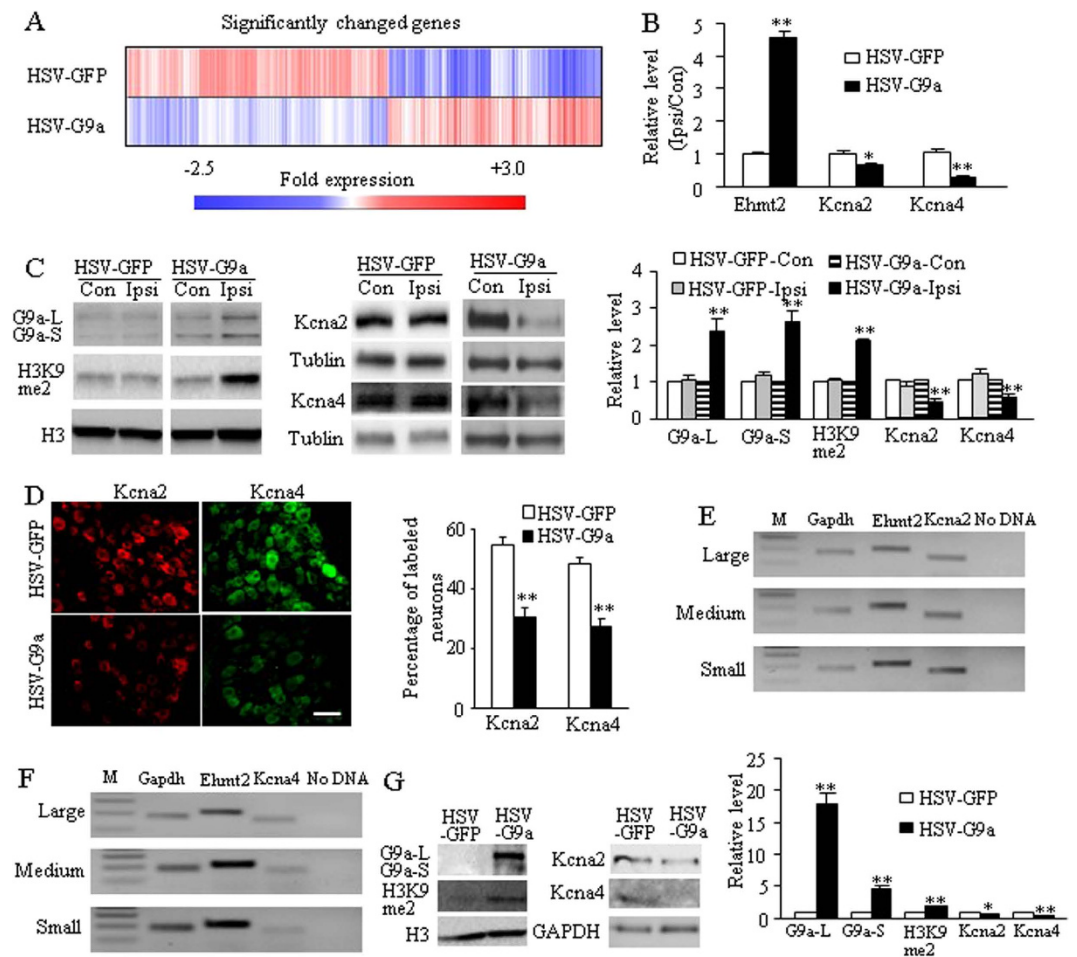 A
Significantly changed genes
HSV-GFP
HSV-G9a
-2.5
+3.0
Fold expression
B
Relative level
(Ipsi/Con)
5
4
3
2
1
0
HSV-GFP
HSV-G9a
**
*
**
Ehmt2 Kcna2 Kcna4
C
HSV-GFP HSV-G9a
Con Ipsi Con Ipsi
G9a-L
G9a-S
H3K9
me2
H3
HSV-GFP HSV-G9a
Con Ipsi Con Ipsi
Kcna2
Tublin
Kcna4
Tublin
Relative level
4
3
2
1
0
HSV-GFP-Con HSV-G9a-Con
HSV-GFP-Ipsi HSV-G9a-Ipsi
** ** ** ** **
G9a-L G9a-S H3K9 Kcna2 Kcna4
me2
D
Kcna2 Kcna4
HSV-GFP
HSV-G9a
Percentage of labeled
neurons
60
40
20
0
HSV-GFP
HSV-G9a
** **
Kcna2 Kcna4
E
M Gapdh Ehmt2 Kcna2 No DNA
Large
Medium
Small
F
M Gapdh Ehmt2 Kcna4 No DNA
Large
Medium
Small
G
HSV
-GFP
HSV
-G9a
G9a-L
G9a-S
H3K9
me2
H3
HSV
-GFP
HSV
-G9a
Kcna2
Kcna4
GAPDH
Relative level
25
20
15
10
5
0
HSV-GFP
HSV-G9a
** ** ** * **
G9a-L G9a-S H3K9 Kcna2 Kcna4
me2